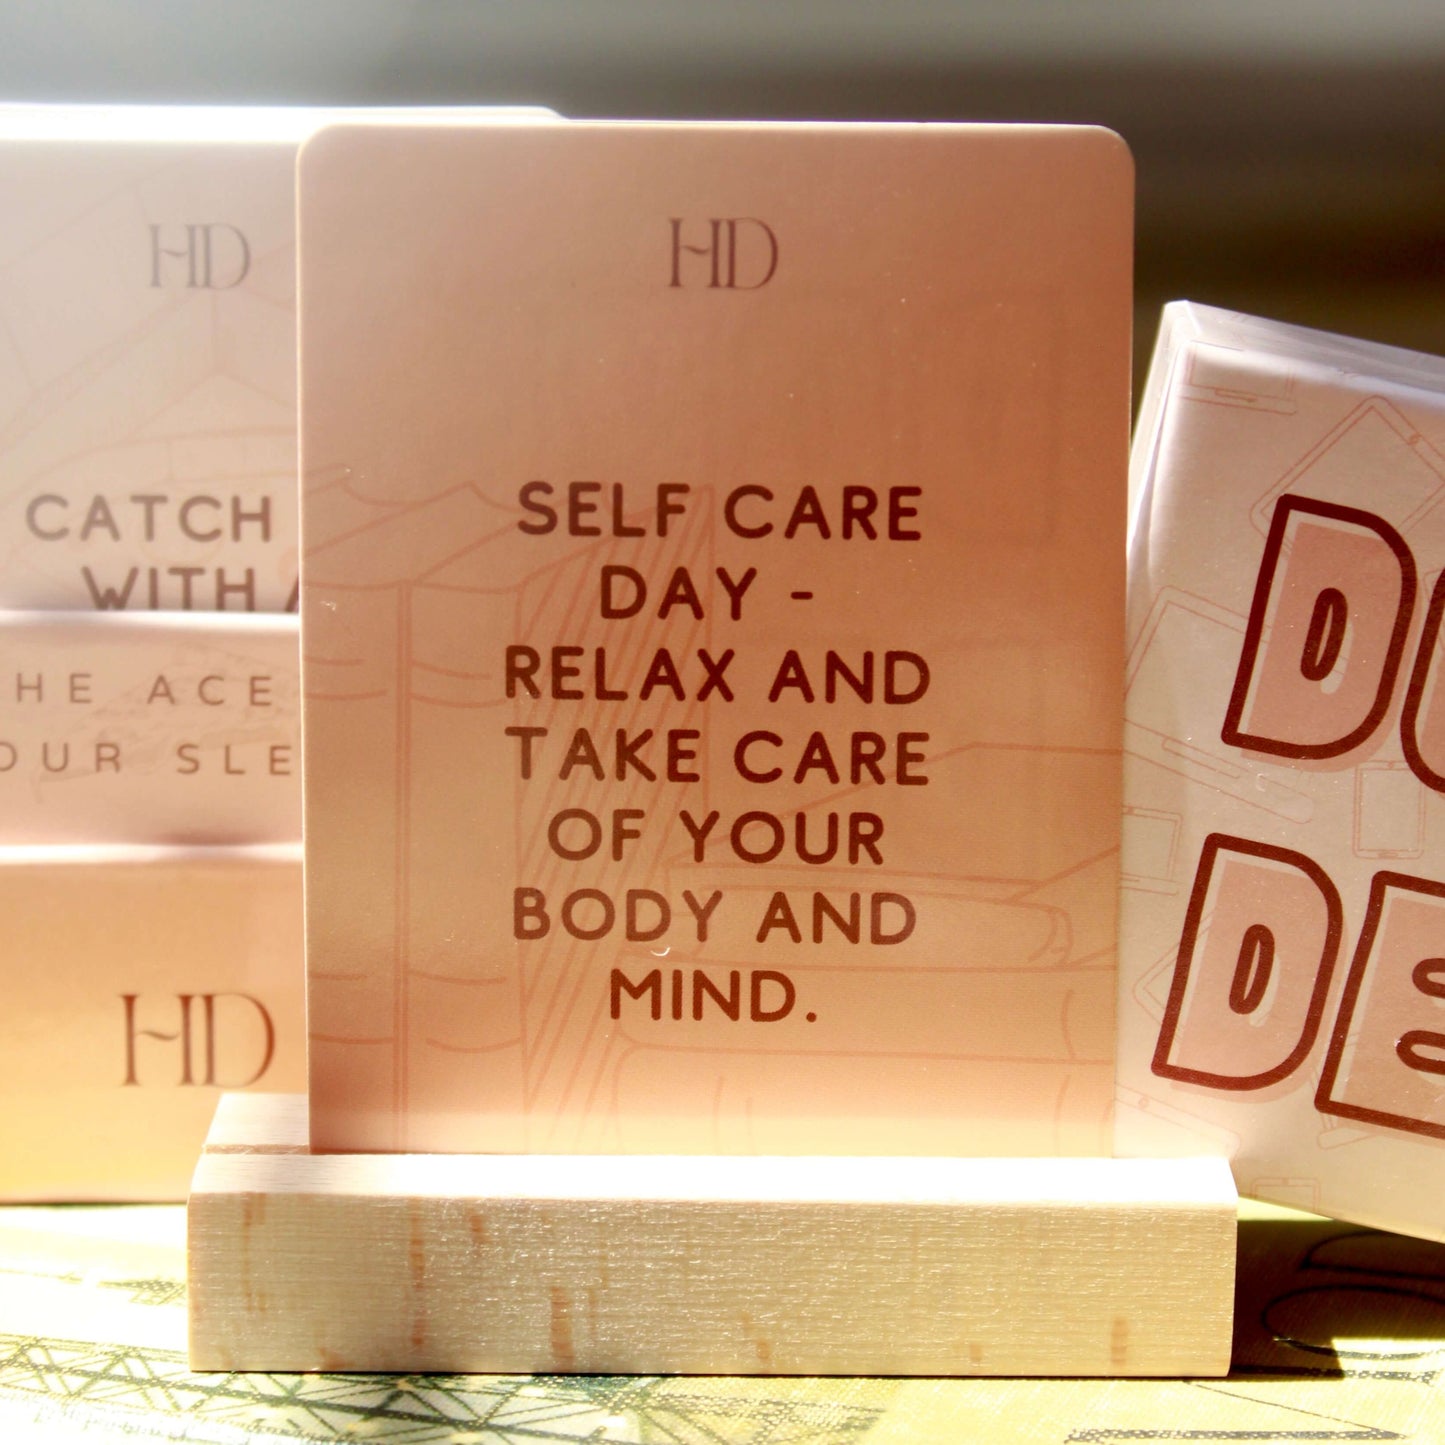 HD
CATCH
WITH
HE ACE
OUR SLE
HD
HD
SELF CARE
DAY -
RELAX AND
TAKE CARE
OF YOUR
BODY AND
MIND.
D
DE